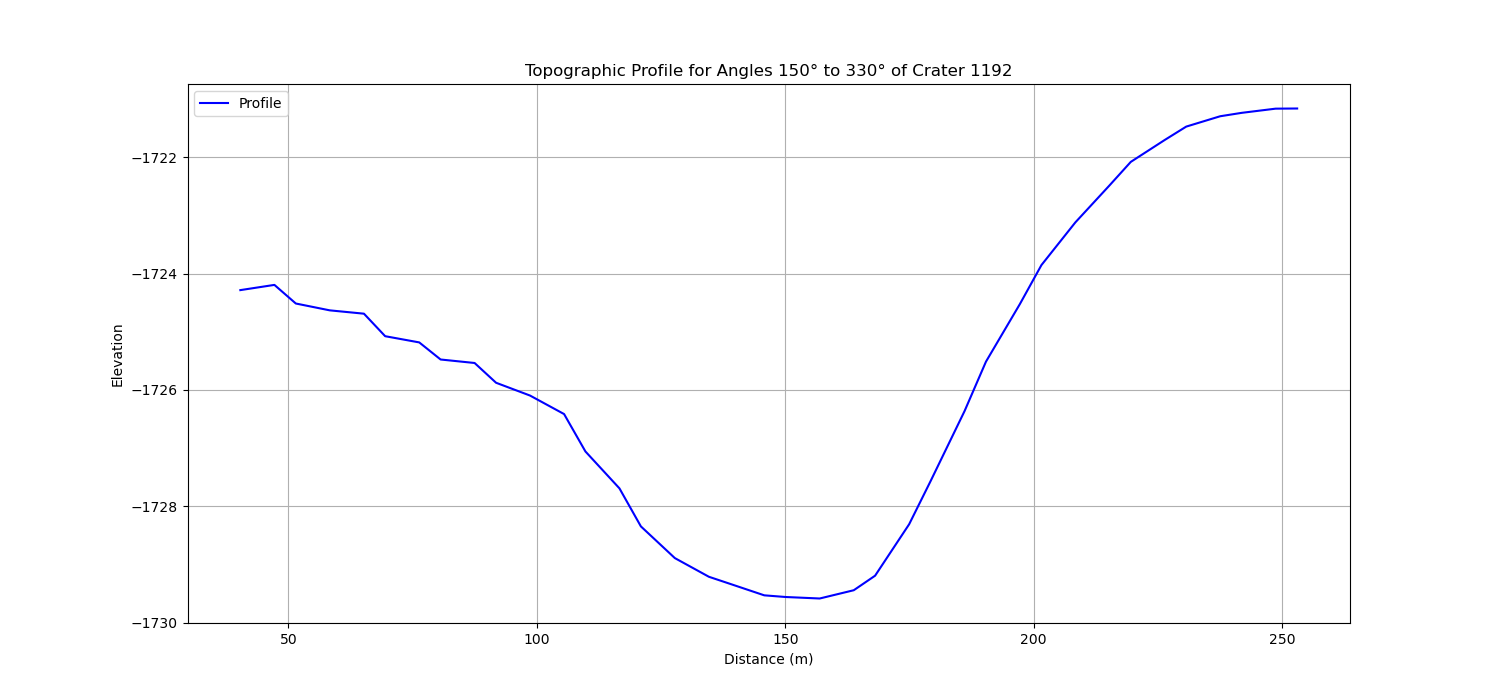 Topographic Profile for Angles 150° to 330° of Crater 1192
Profile
−1722
−1724
−1726
−1728
−1730
Elevation
50
100
150
200
250
Distance (m)